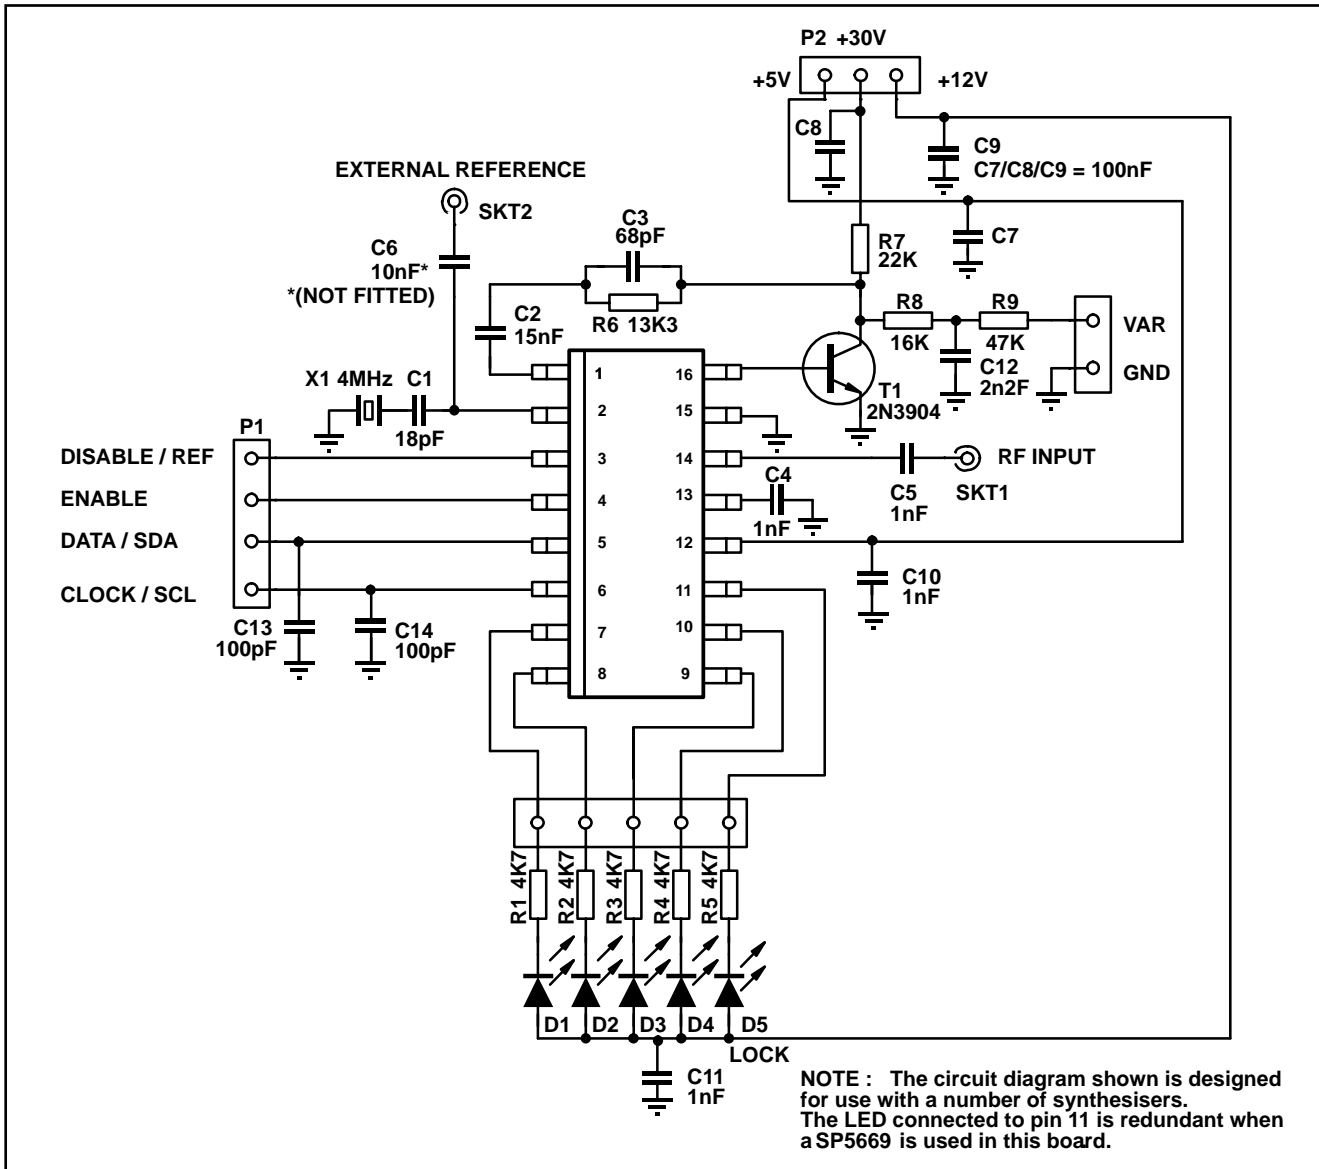 P2 +30V
+5V
+12V
C8
C9
C7/C8/C9 = 100nF
EXTERNAL REFERENCE
SKT2
C3
68pF
C7
R7
22K
C6
10nF*
*(NOT FITTED)
R8
R9
C2
15nF
R6 13K3
VAR
16K
47K
C12
2n2F
GND
1
16
X1 4MHz C1
T1
2N3904
2
15
18pF
P1
DISABLE / REF
3
14
RF INPUT
C4
C5
1nF
SKT1
ENABLE
4
13
1nF
DATA / SDA
5
12
C10
1nF
CLOCK / SCL
6
11
C13
100pF
C14
100pF
7
10
8
9
R1 4K7
R2 4K7
R3 4K7
R4 4K7
R5 4K7
D1
D2
D3
D4
D5
LOCK
C11
1nF
NOTE : The circuit diagram shown is designed
for use with a number of synthesisers.
The LED connected to pin 11 is redundant when
a SP5669 is used in this board.